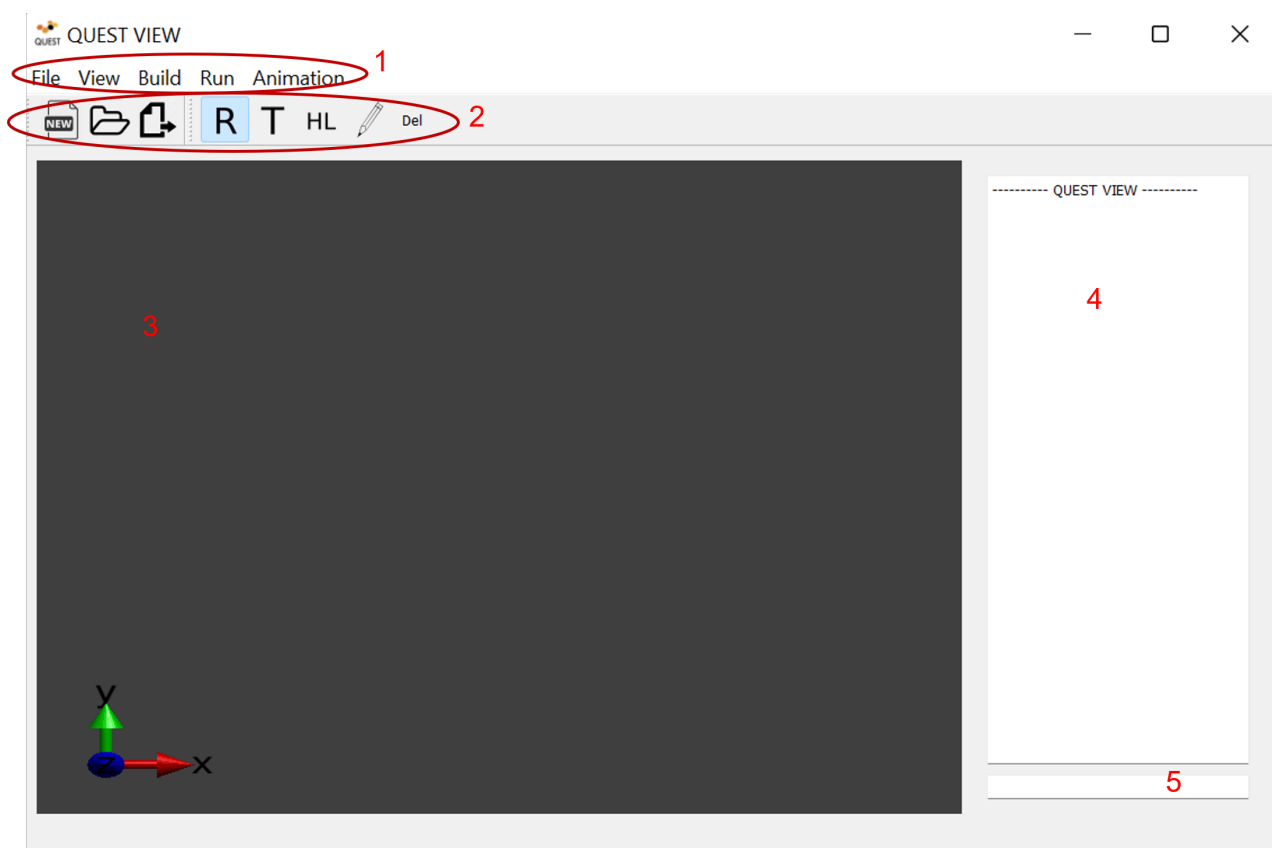 QUEST QUEST VIEW
File View Build Run Animation 1
NEW R T HL Del 2
---------- QUEST VIEW ----------
3
4
y
z x
5